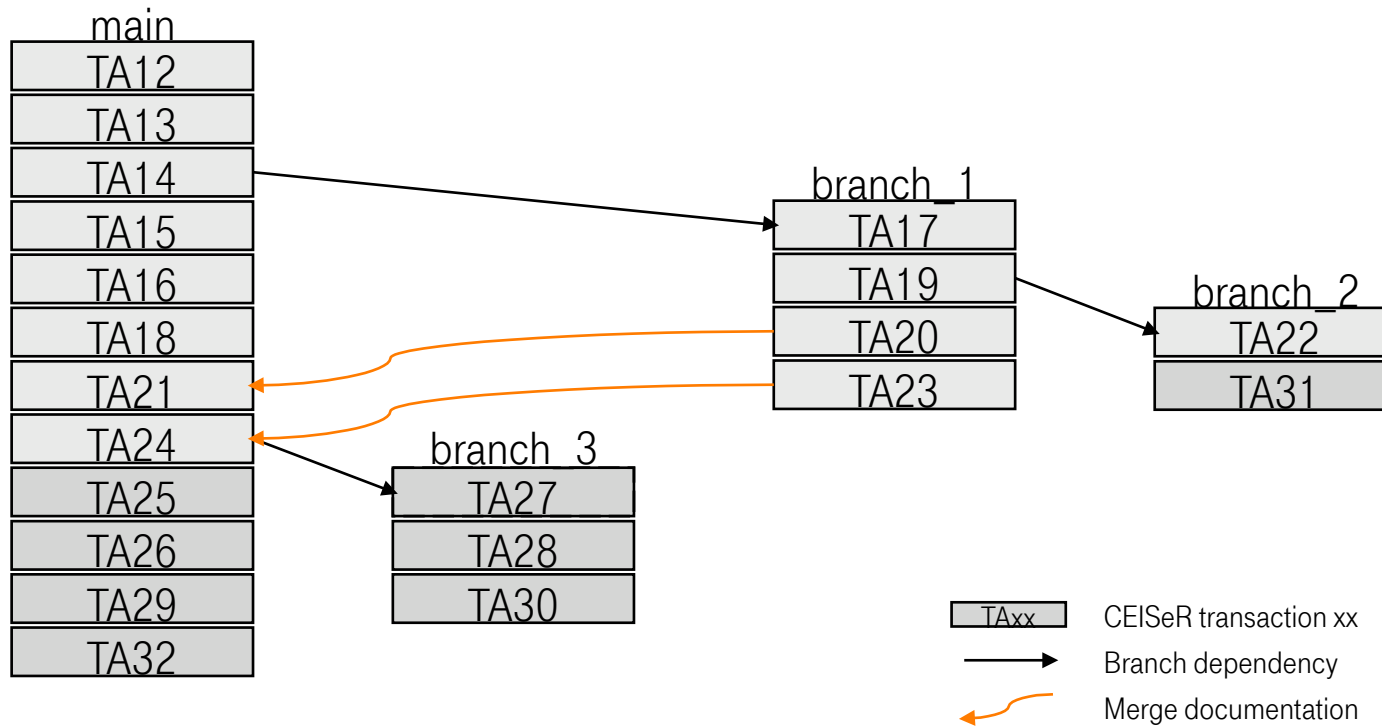 main
TA12
TA13
TA14
TA15
TA16
TA18
TA21
TA24
TA25
TA26
TA29
TA32
branch_1
TA17
TA19
TA20
TA23
branch_2
TA22
TA31
branch_3
TA27
TA28
TA30
TAxx CEISeR transaction xx
Branch dependency
Merge documentation